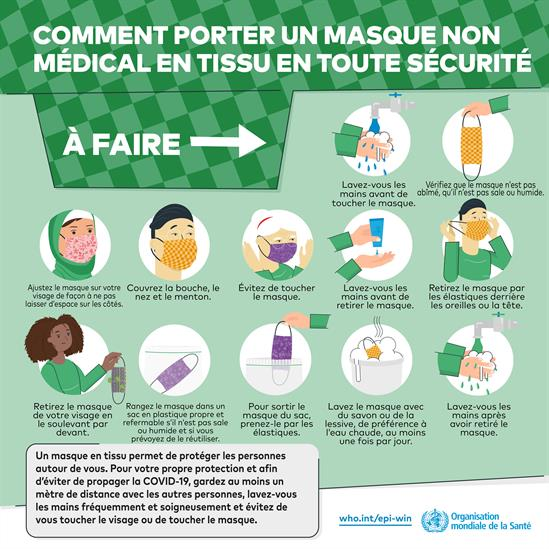 COMMENT PORTER UN MASQUE NON
MÉDICAL EN TISSU EN TOUTE SÉCURITÉ
À FAIRE
Lavez-vous les
mains avant de
toucher le masque.
Vérifiez que le masque n'est pas
abîmé, qu'il n'est pas sale ou humide.
Ajustez le masque sur votre
visage de façon à ne pas
laisser d'espace sur les côtés.
Couvrez la bouche, le
nez et le menton.
Évitez de toucher
le masque.
Lavez-vous les
mains avant de
retirer le masque.
Retirez le masque par
les élastiques derrière
les oreilles ou la tête.
Retirez le masque
de votre visage en
le soulevant par
devant.
Rangez le masque dans un
sac en plastique propre et
refermable s'il n'est pas sale
ou humide et si vous
prévoyez de le réutiliser.
Pour sortir le
masque du sac,
prenez-le par les
élastiques.
Lavez le masque avec
du savon ou de la
lessive, de préférence à
l'eau chaude, au moins
une fois par jour.
Lavez-vous les
mains après
avoir retiré le
masque.
Un masque en tissu permet de protéger les personnes
autour de vous. Pour votre propre protection et afin
d'éviter de propager la COVID-19, gardez au moins un
mètre de distance avec les autres personnes, lavez-vous
les mains fréquemment et soigneusement et évitez de
vous toucher le visage ou de toucher le masque.
who.int/epi-win
Organisation
mondiale de la Santé